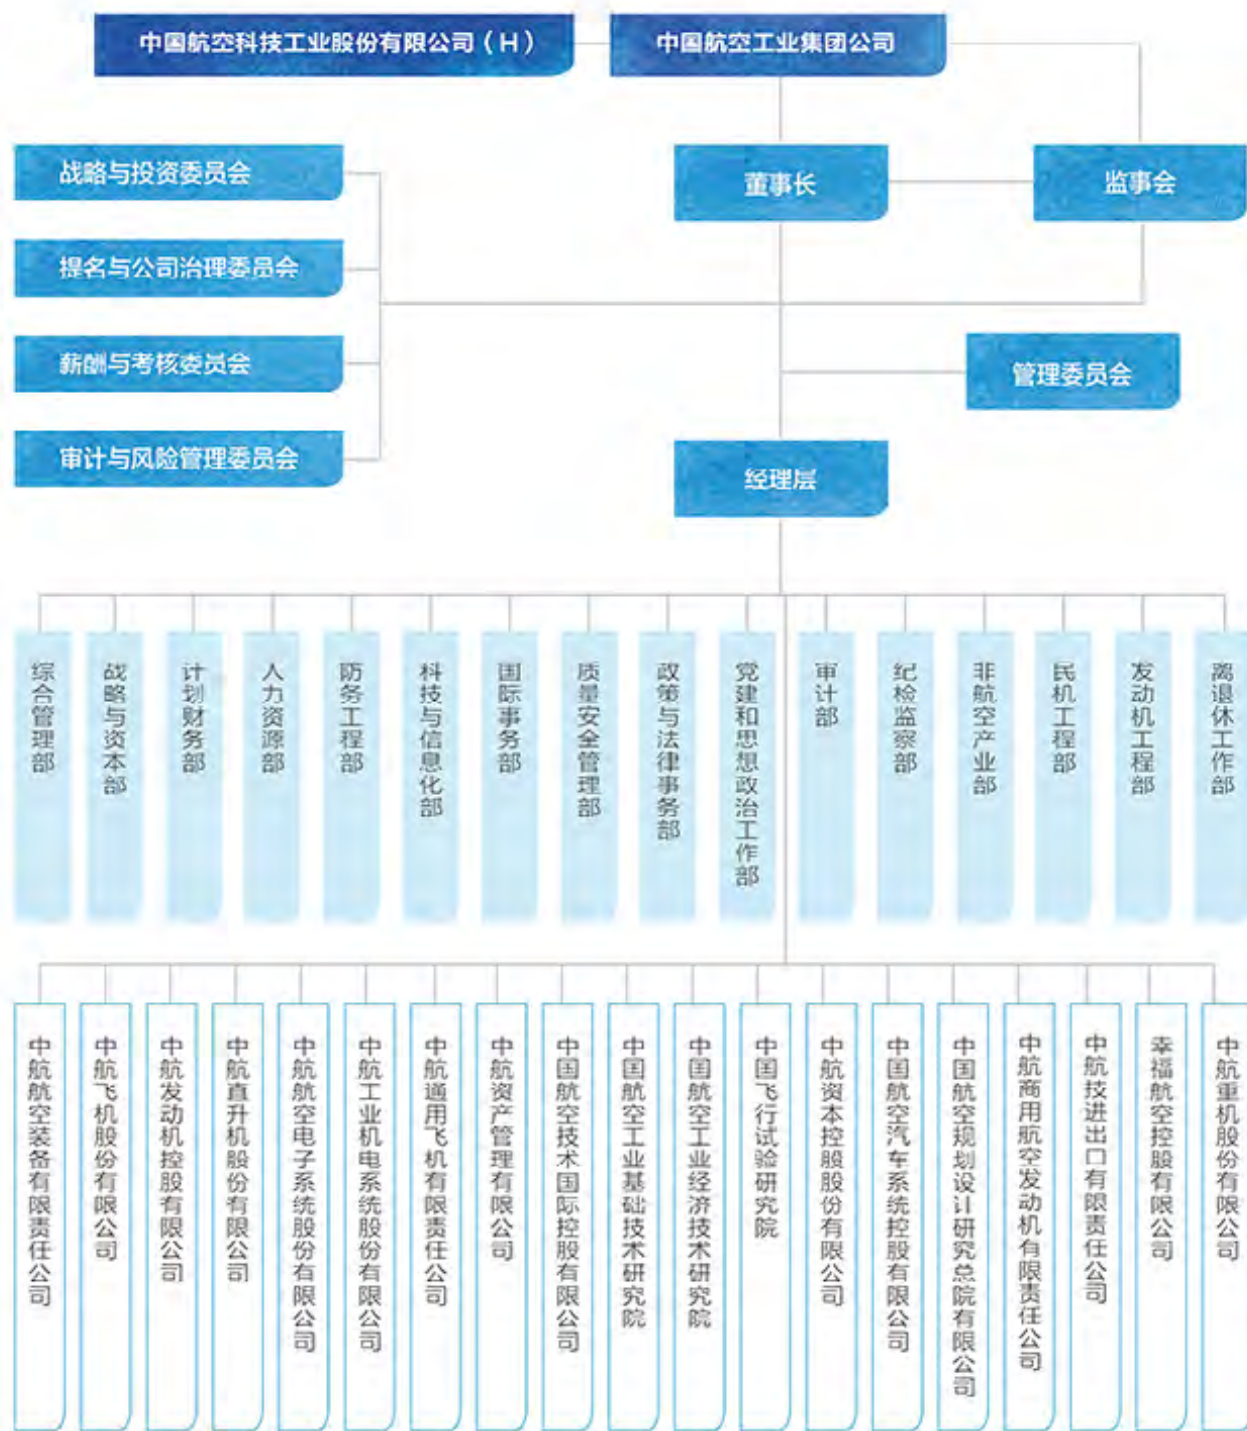 中国航空科技工业股份有限公司（H）
中国航空工业集团公司
战略与投资委员会
董事长
监事会
提名与公司治理委员会
薪酬与考核委员会
管理委员会
审计与风险管理委员会
经理层
综合管理部
战略与资本部
计划财务部
人力资源部
防务工程部
科技与信息化部
国际事务部
质量安全管理部
政策与法律事务部
党建和思想政治工作部
审计部
纪检监察部
非航空产业部
民机工程部
发动机工程部
离退休工作部
中航航空装备有限责任公司
中航飞机股份有限公司
中航发动机控股有限公司
中航直升机股份有限公司
中航航空电子系统股份有限公司
中航工业机电系统股份有限公司
中航通用飞机有限责任公司
中航资产管理有限公司
中国航空技术国际控股有限公司
中国航空工业基础技术研究院
中国航空工业经济技术研究院
中国飞行试验研究院
中航资本控股股份有限公司
中国航空汽车系统控股有限公司
中国航空规划设计研究总院有限公司
中航商用航空发动机有限责任公司
中航技进出口有限责任公司
幸福航空控股有限公司
中航重机股份有限公司